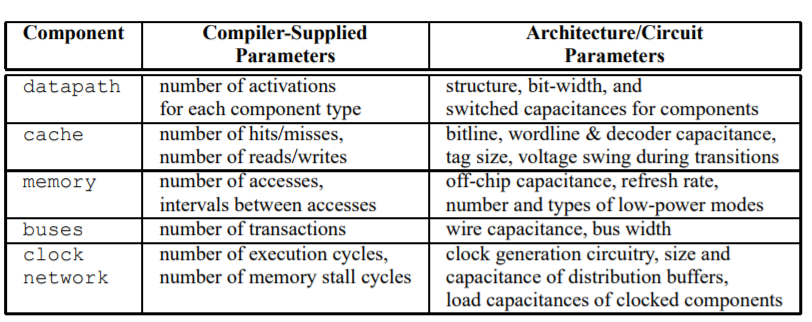 Component Compiler-Supplied Parameters Architecture/Circuit Parameters
datapath number of activations structure, bit-width, and
for each component type switched capacitances for components
cache number of hits/misses, bitline, wordline & decoder capacitance,
number of reads/writes tag size, voltage swing during transitions
memory number of accesses, off-chip capacitance, refresh rate,
intervals between accesses number and types of low-power modes
buses number of transactions wire capacitance, bus width
clock number of execution cycles, clock generation circuitry, size and
network number of memory stall cycles capacitance of distribution buffers,
load capacitances of clocked components